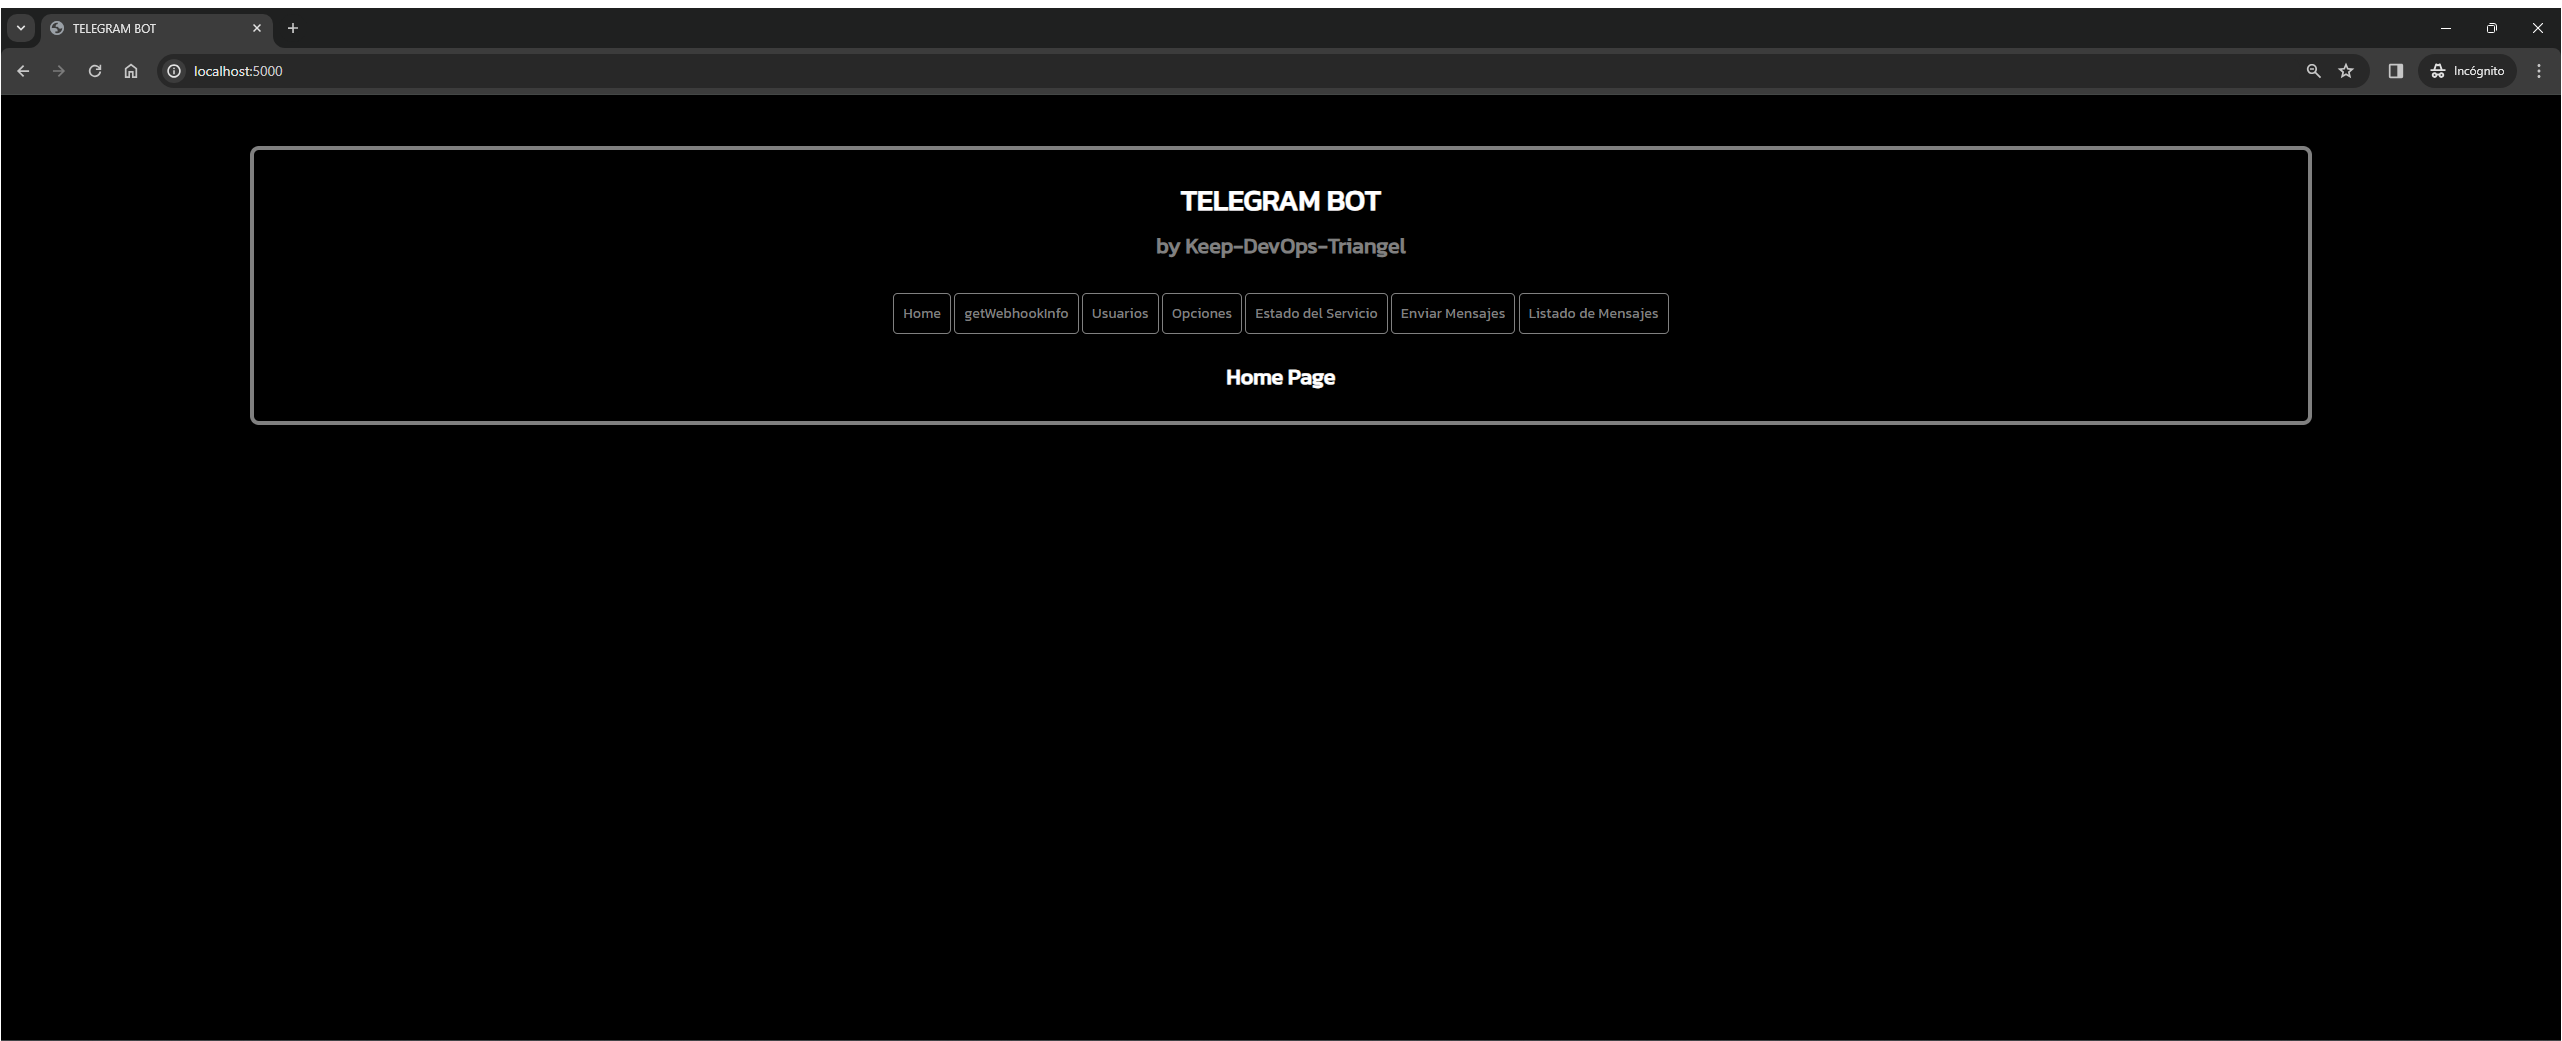 TELEGRAM BOT
localhost:5000
Incógnito
TELEGRAM BOT
by Keep-DevOps-Triangel
Home getWebhookInfo Usuarios Opciones Estado del Servicio Enviar Mensajes Listado de Mensajes
Home Page